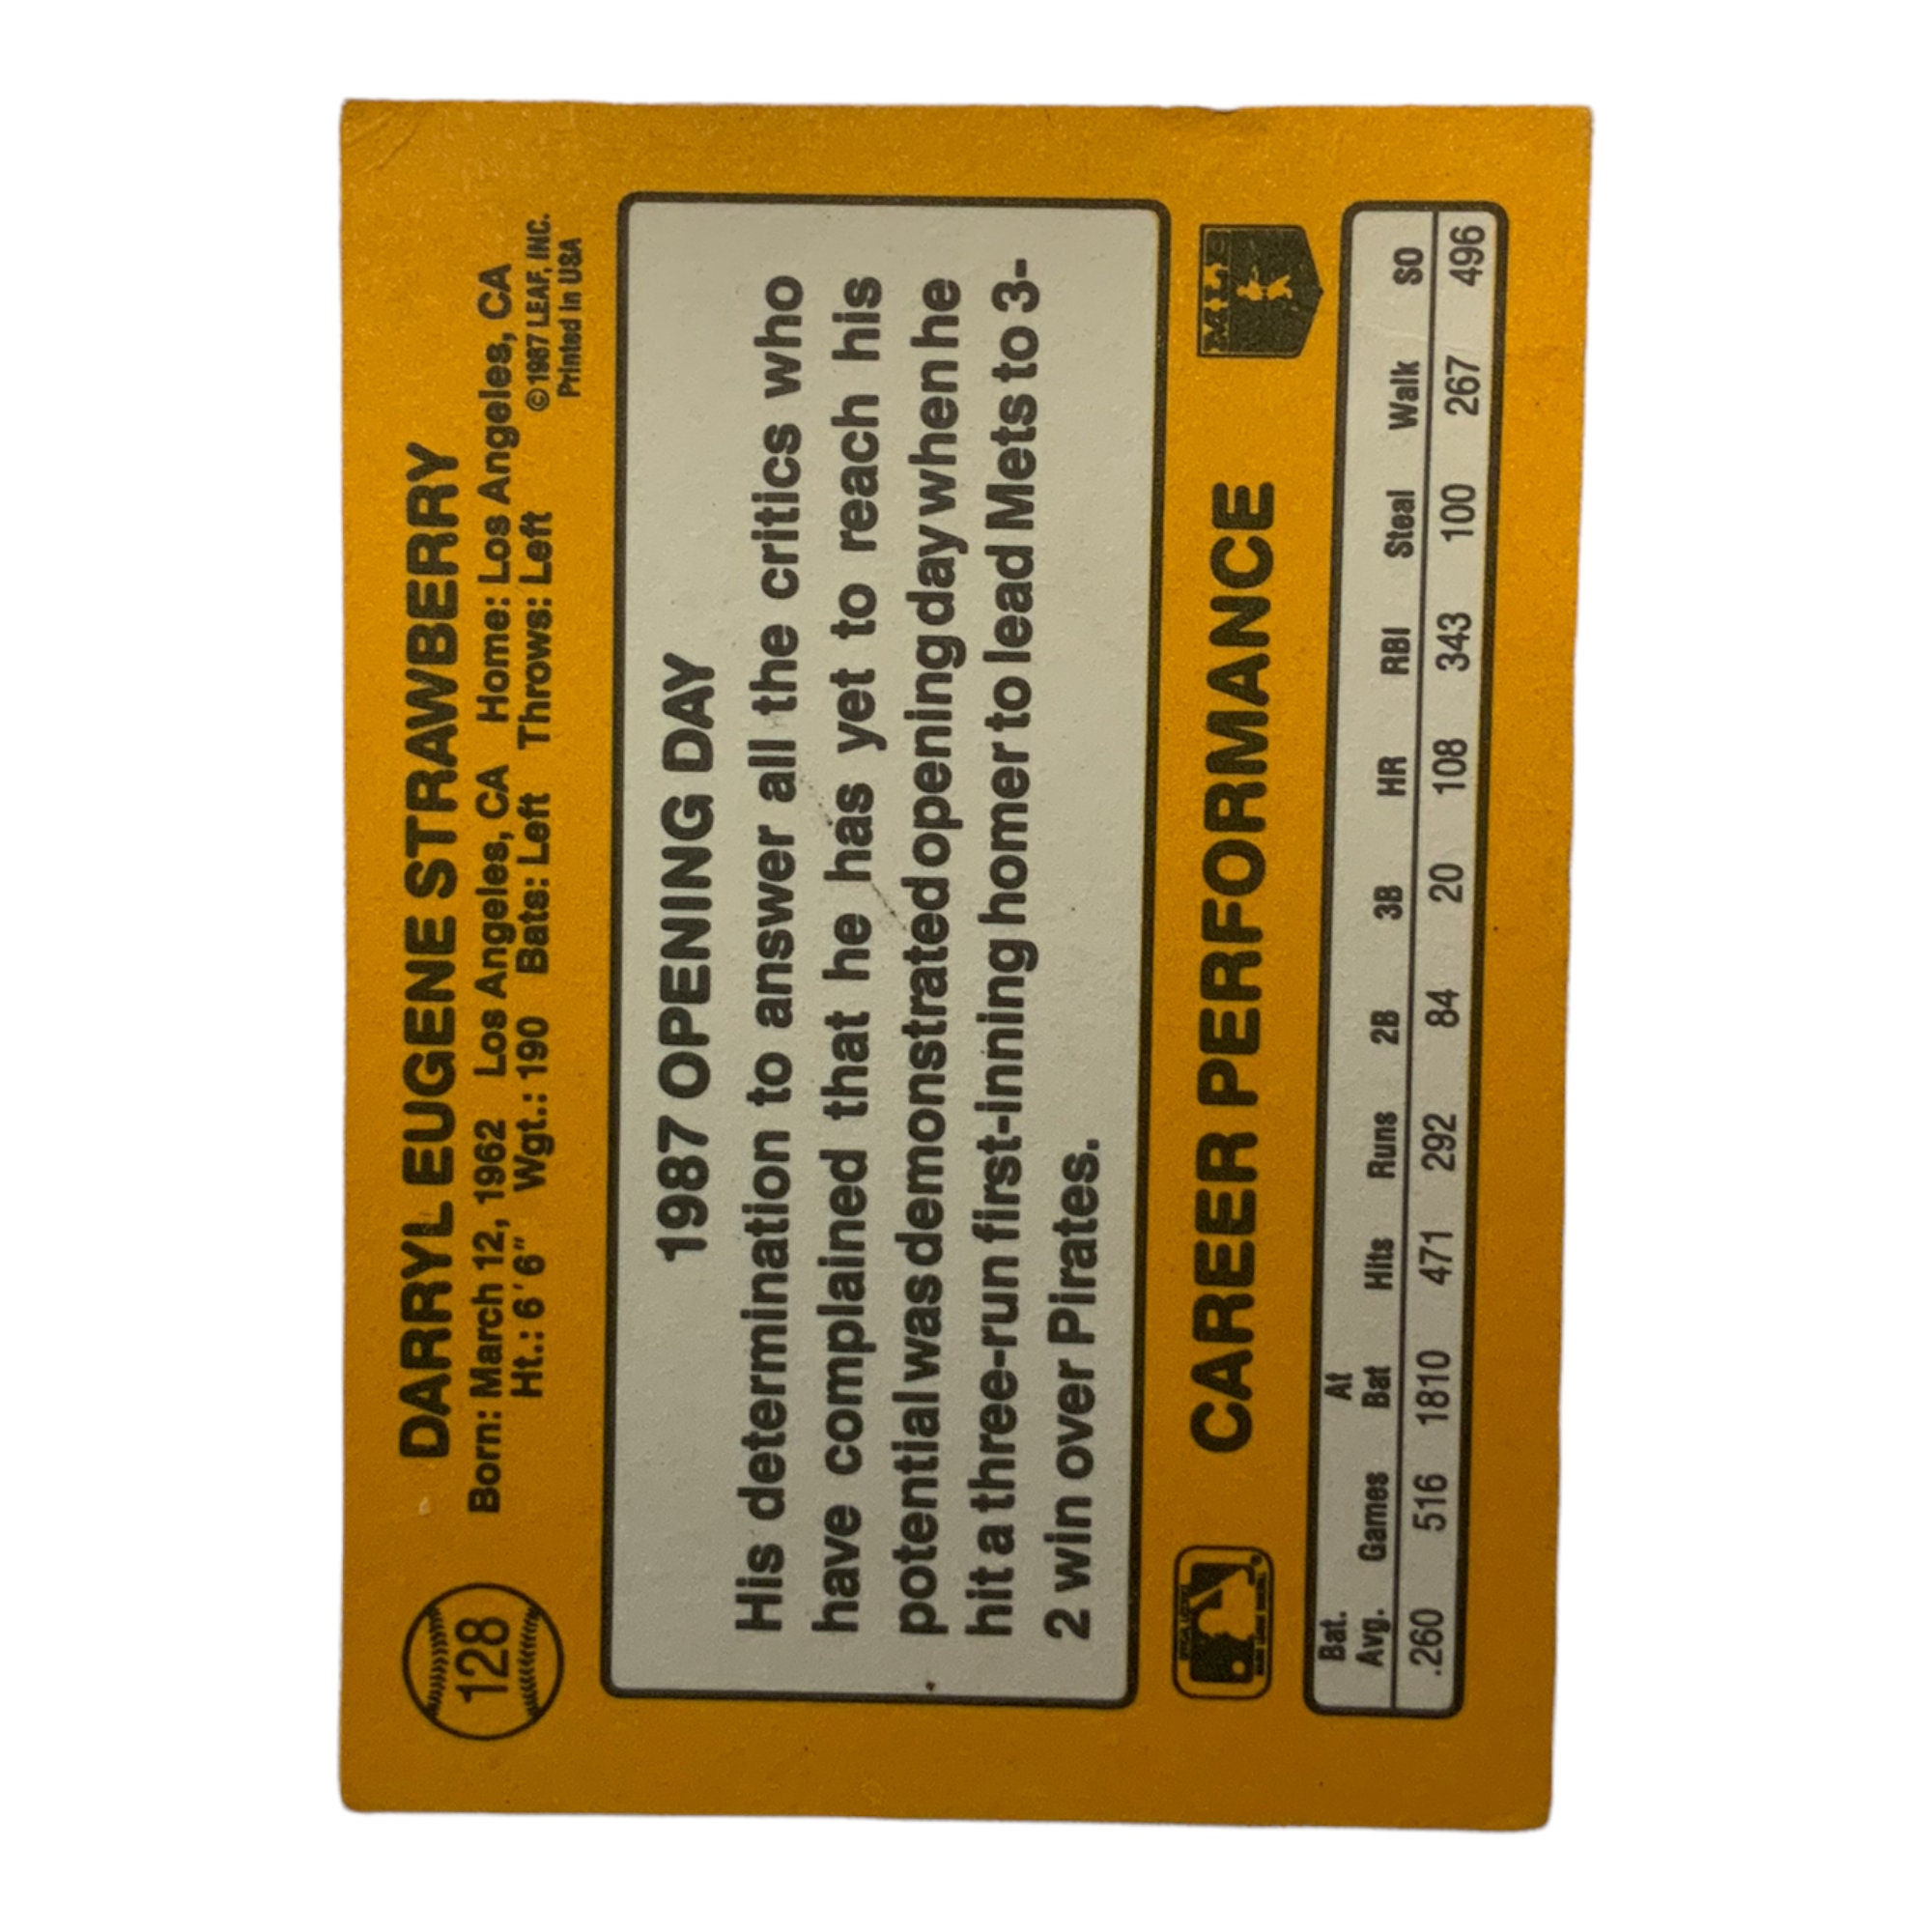 128
DARRYL EUGENE STRAWBERRY
Born: March 12, 1962 Los Angeles, CA Home: Los Angeles, CA
Ht.: 6'6" Wgt.: 190 Bats: Left Throws: Left
©1987 LEAF, INC.
Printed in USA
1987 OPENING DAY
His determination to answer all the critics who
have complained that he has yet to reach his
potential was demonstrated opening day when he
hit a three-run first-inning homer to lead Mets to 3-
2 win over Pirates.
CAREER PERFORMANCE
Bat. At
Avg. Games Bat Hits Runs 2B 3B HR RBI Steal Walk SO
.260 516 1810 471 292 84 20 108 343 100 267 496